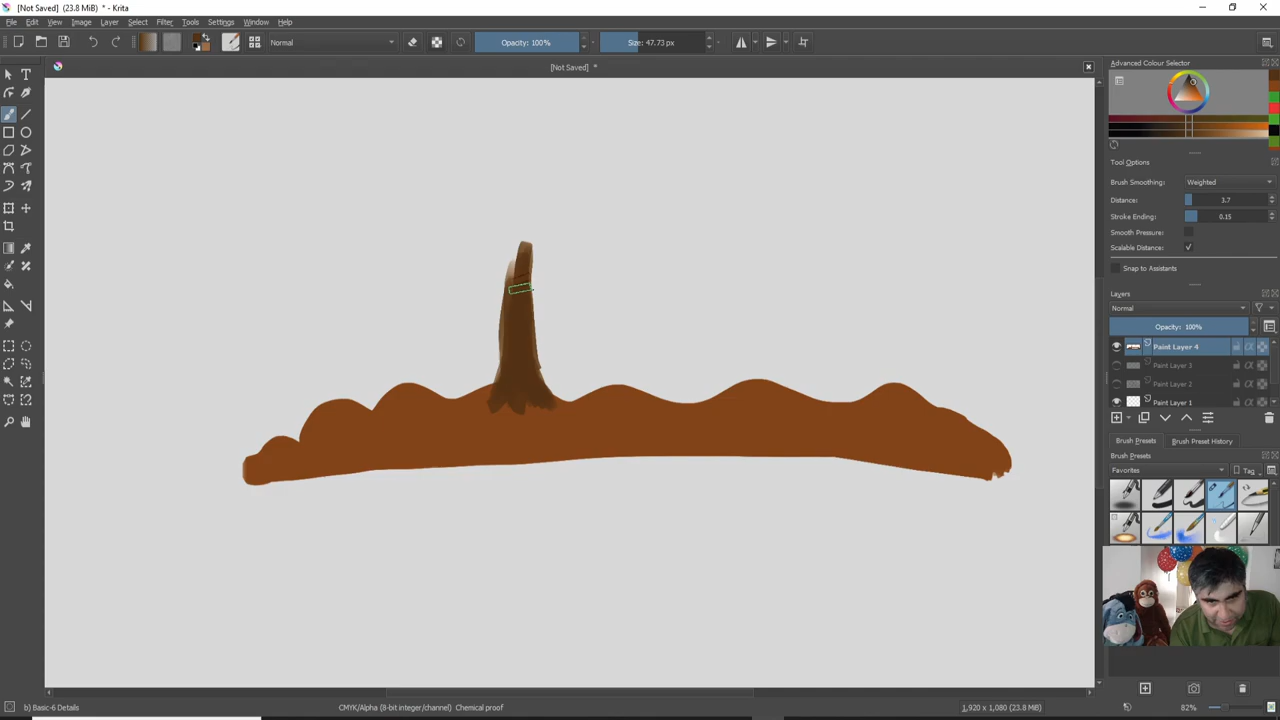 [Not Saved] (23.8 MiB) * - Krita
File Edit View Image Layer Select Filter Tools Settings Window Help
Normal Opacity: 100% Size: 47.73 px
[Not Saved] *
Advanced Colour Selector
Tool Options
Brush Smoothing: Weighted
Distance: 3.7
Stroke Ending: 0.15
Smooth Pressure:
Scalable Distance:
Snap to Assistants
Layers
Normal
Opacity: 100%
Paint Layer 4
Paint Layer 3
Paint Layer 2
Paint Layer 1
Brush Presets Brush Preset History
Brush Presets
Favorites Tag
b) Basic-6 Details CMYK/Alpha (8-bit integer/channel) Chemical proof 1,920 x 1,080 (23.8 MiB) 82%